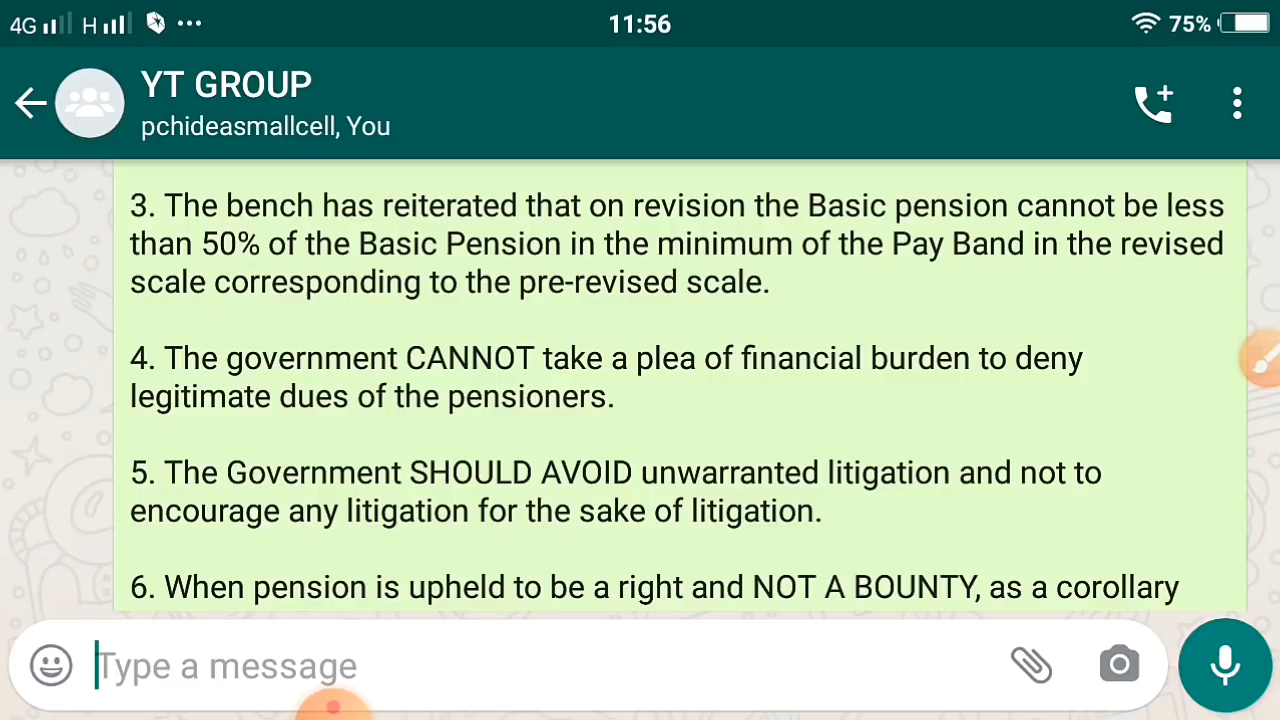 4G H 11:56 75%
YT GROUP
pchideasmallcell, You
3. The bench has reiterated that on revision the Basic pension cannot be less
than 50% of the Basic Pension in the minimum of the Pay Band in the revised
scale corresponding to the pre-revised scale.
4. The government CANNOT take a plea of financial burden to deny
legitimate dues of the pensioners.
5. The Government SHOULD AVOID unwarranted litigation and not to
encourage any litigation for the sake of litigation.
6. When pension is upheld to be a right and NOT A BOUNTY, as a corollary
Type a message